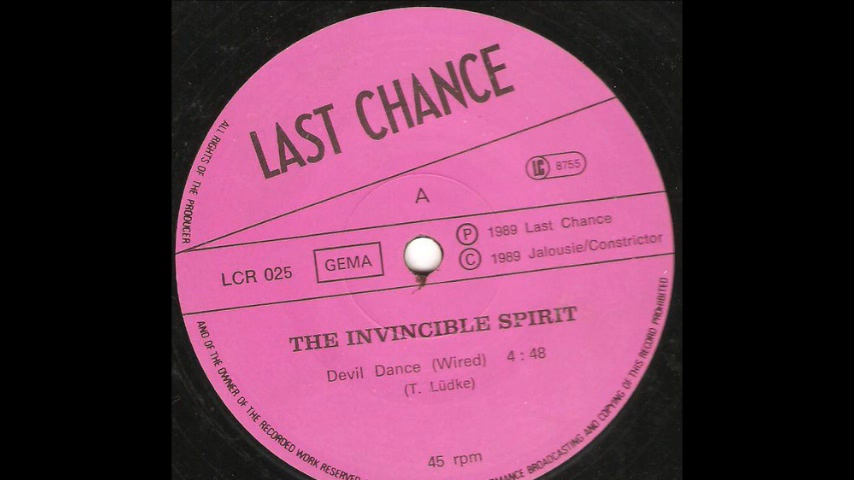 LAST CHANCE
LC 8755
A
LCR 025
GEMA
Ⓟ 1989 Last Chance
Ⓒ 1989 Jalousie/Constrictor
THE INVINCIBLE SPIRIT
Devil Dance (Wired) 4:48
(T. Lüdke)
45 rpm
ALL RIGHTS OF THE PRODUCER
AND OF THE OWNER OF THE RECORDED WORK RESERVED
BROADCASTING AND COPYING OF THIS RECORD PROHIBITED